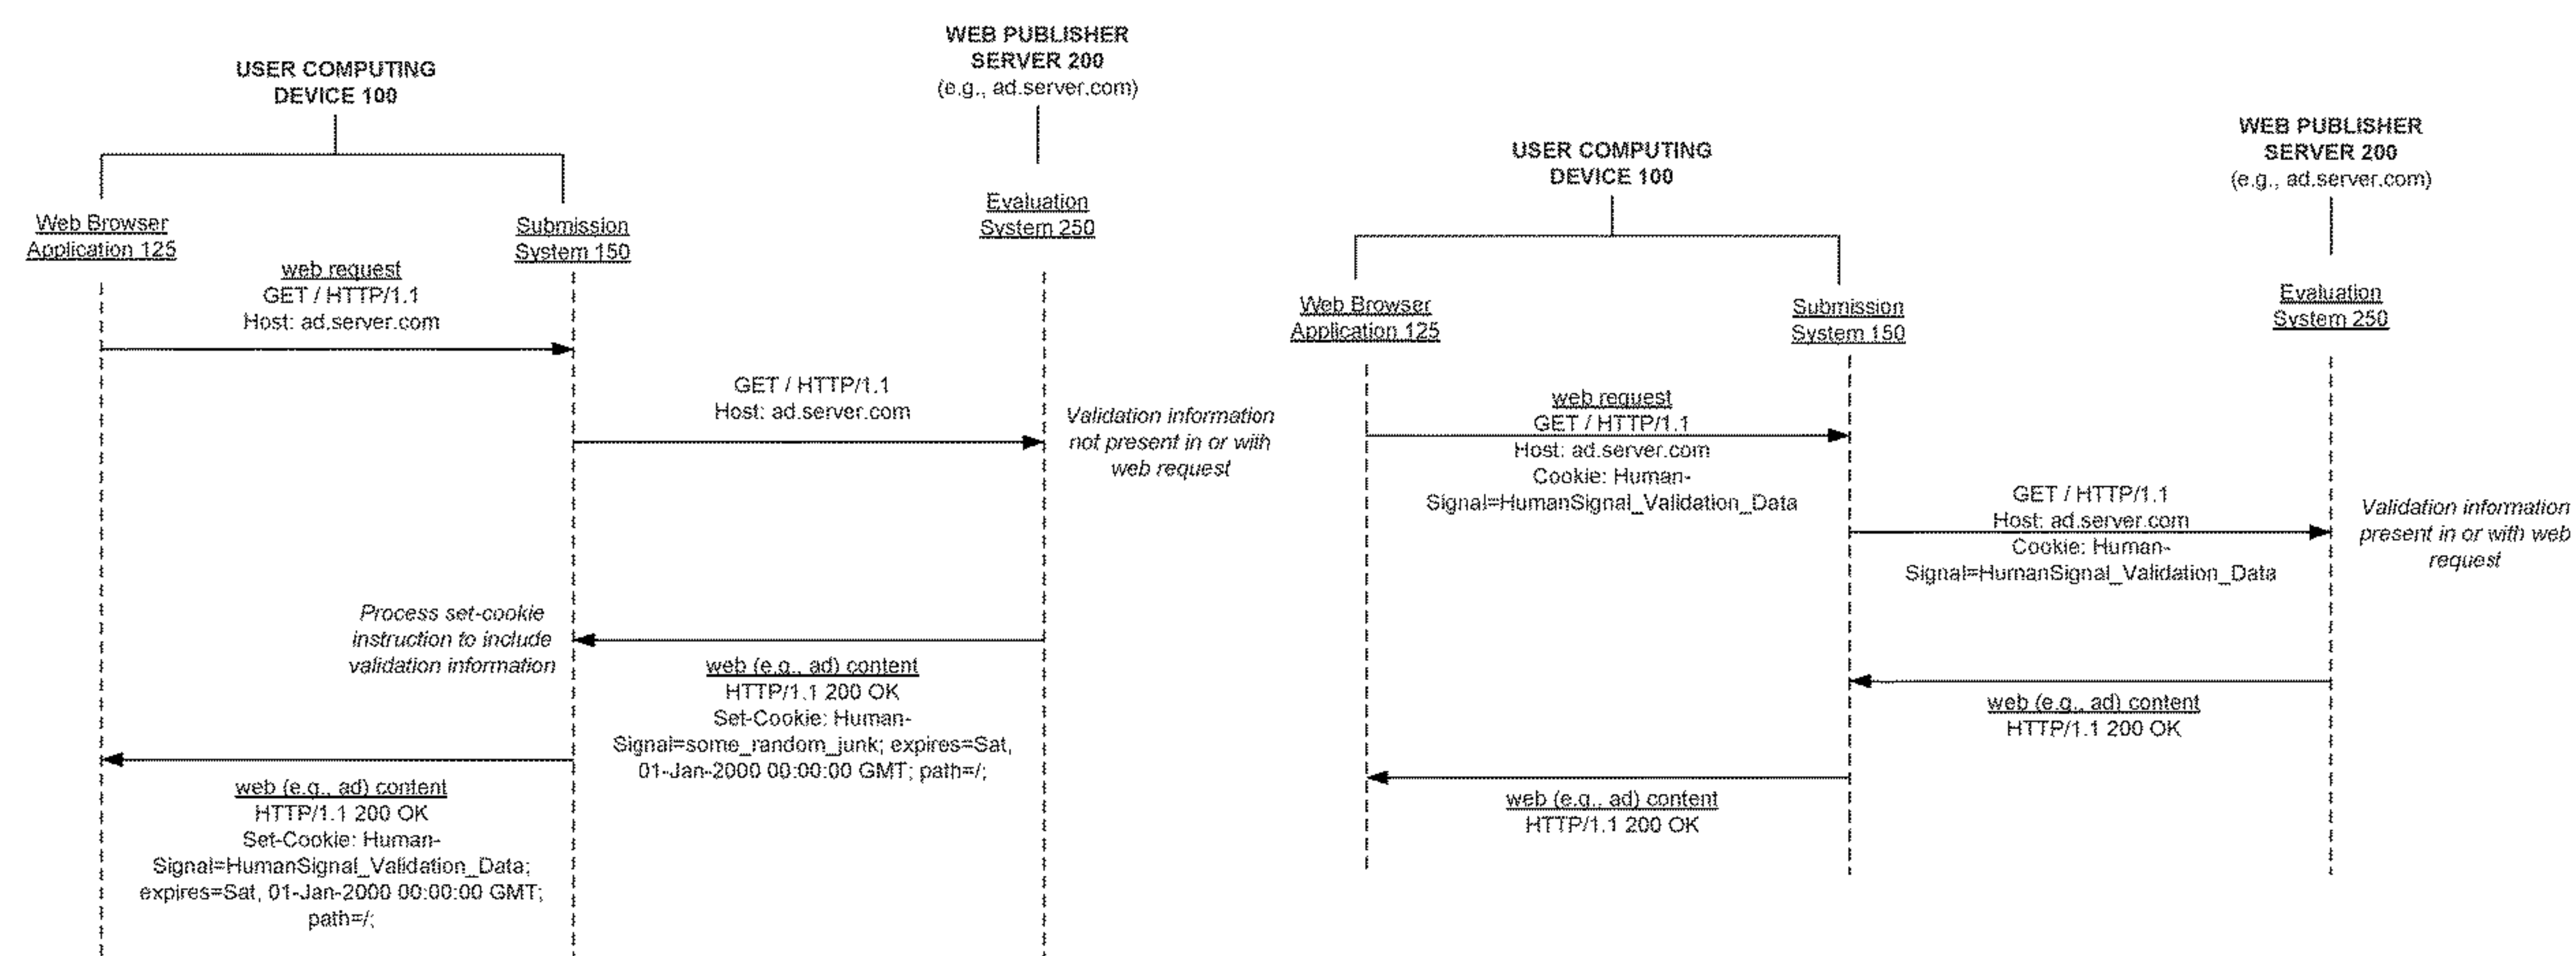 USER COMPUTING
DEVICE 100
WEB PUBLISHER
SERVER 200
(e.g., ad.server.com)
Web Browser
Application 125
Submission
System 150
Evaluation
System 250
web request
GET / HTTP/1.1
Host: ad.server.com
GET / HTTP/1.1
Host: ad.server.com
Validation information
not present in or with
web request
Process set-cookie
instruction to include
validation information
web (e.g., ad) content
HTTP/1.1 200 OK
Set-Cookie: Human-
Signal=some_random_junk; expires=Sat,
01-Jan-2000 00:00:00 GMT; path=/;
web (e.g., ad) content
HTTP/1.1 200 OK
Set-Cookie: Human-
Signal=HumanSignal_Validation_Data;
expires=Sat, 01-Jan-2000 00:00:00 GMT;
path=/;
USER COMPUTING
DEVICE 100
WEB PUBLISHER
SERVER 200
(e.g., ad.server.com)
Web Browser
Application 125
Submission
System 150
Evaluation
System 250
web request
GET / HTTP/1.1
Host: ad.server.com
Cookie: Human-
Signal=HumanSignal_Validation_Data
GET / HTTP/1.1
Host: ad.server.com
Cookie: Human-
Signal=HumanSignal_Validation_Data
Validation information
present in or with web
request
web (e.g., ad) content
HTTP/1.1 200 OK
web (e.g., ad) content
HTTP/1.1 200 OK